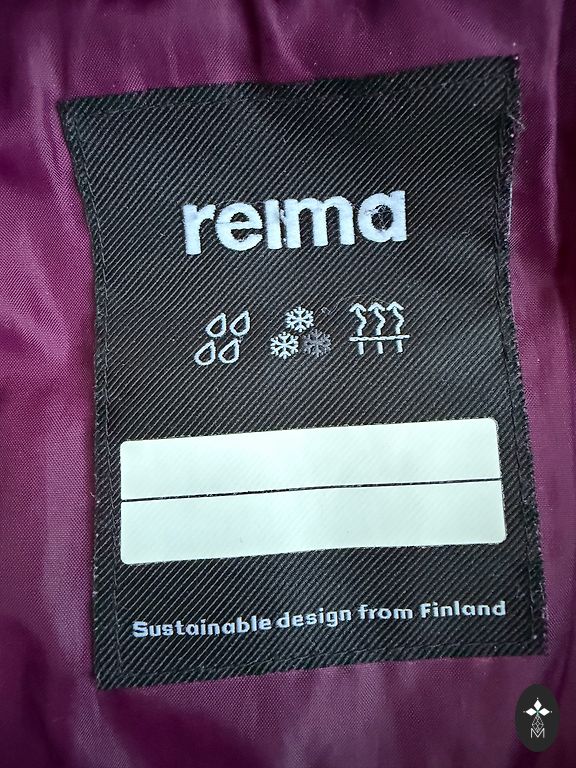 reima
Sustainable design from Finland
M